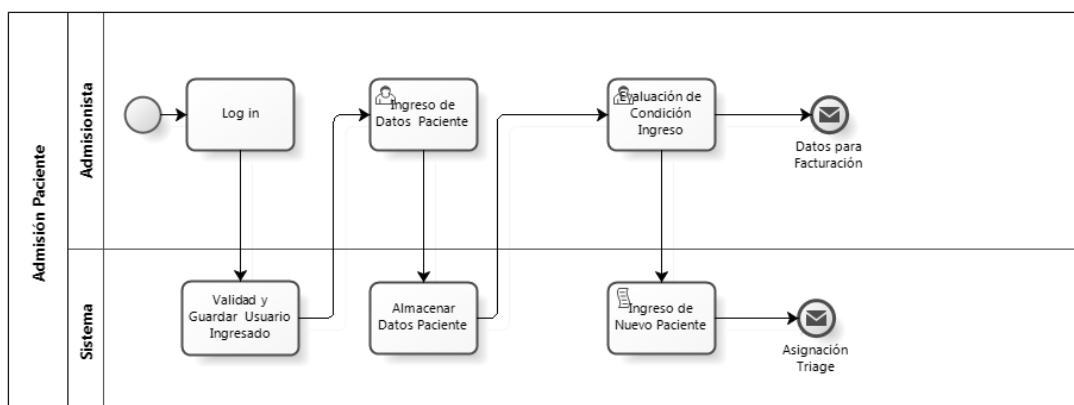 Admisión Paciente
Admisionista
Log in
Ingreso de
Datos Paciente
Evaluación de
Condición
Ingreso
Datos para
Facturación
Sistema
Validad y
Guardar Usuario
Ingresado
Almacenar
Datos Paciente
Ingreso de
Nuevo Paciente
Asignación
Triage